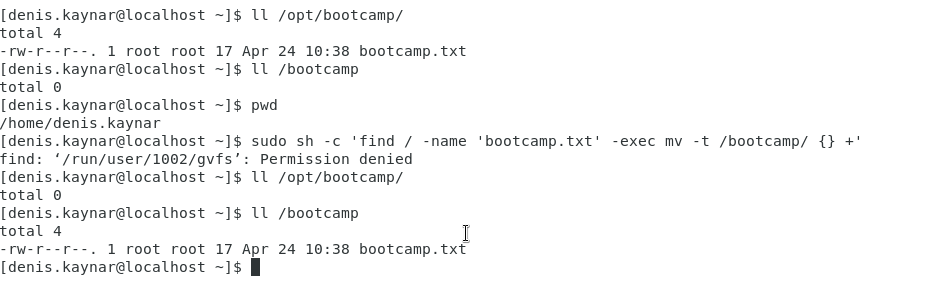 [denis.kaynar@localhost ~]$ ll /opt/bootcamp/
total 4
-rw-r--r--. 1 root root 17 Apr 24 10:38 bootcamp.txt
[denis.kaynar@localhost ~]$ ll /bootcamp
total 0
[denis.kaynar@localhost ~]$ pwd
/home/denis.kaynar
[denis.kaynar@localhost ~]$ sudo sh -c 'find / -name 'bootcamp.txt' -exec mv -t /bootcamp/ {} +'
find: ‘/run/user/1002/gvfs’: Permission denied
[denis.kaynar@localhost ~]$ ll /opt/bootcamp/
total 0
[denis.kaynar@localhost ~]$ ll /bootcamp
total 4
-rw-r--r--. 1 root root 17 Apr 24 10:38 bootcamp.txt
[denis.kaynar@localhost ~]$